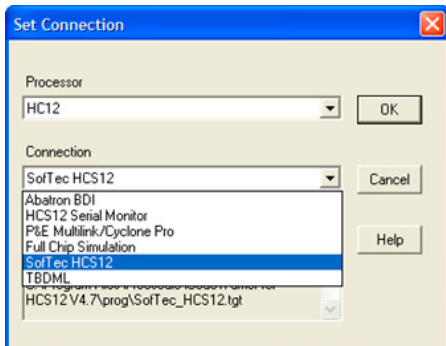 Set Connection
Processor
HC12
OK
Connection
SofTec HCS12
Cancel
Abatron BDI
HCS12 Serial Monitor
P&E Multilink/Cyclone Pro
Full Chip Simulation
SofTec HCS12
TBDML
Help
HCS12 V4.7\prog\SofTec_HCS12.tgt